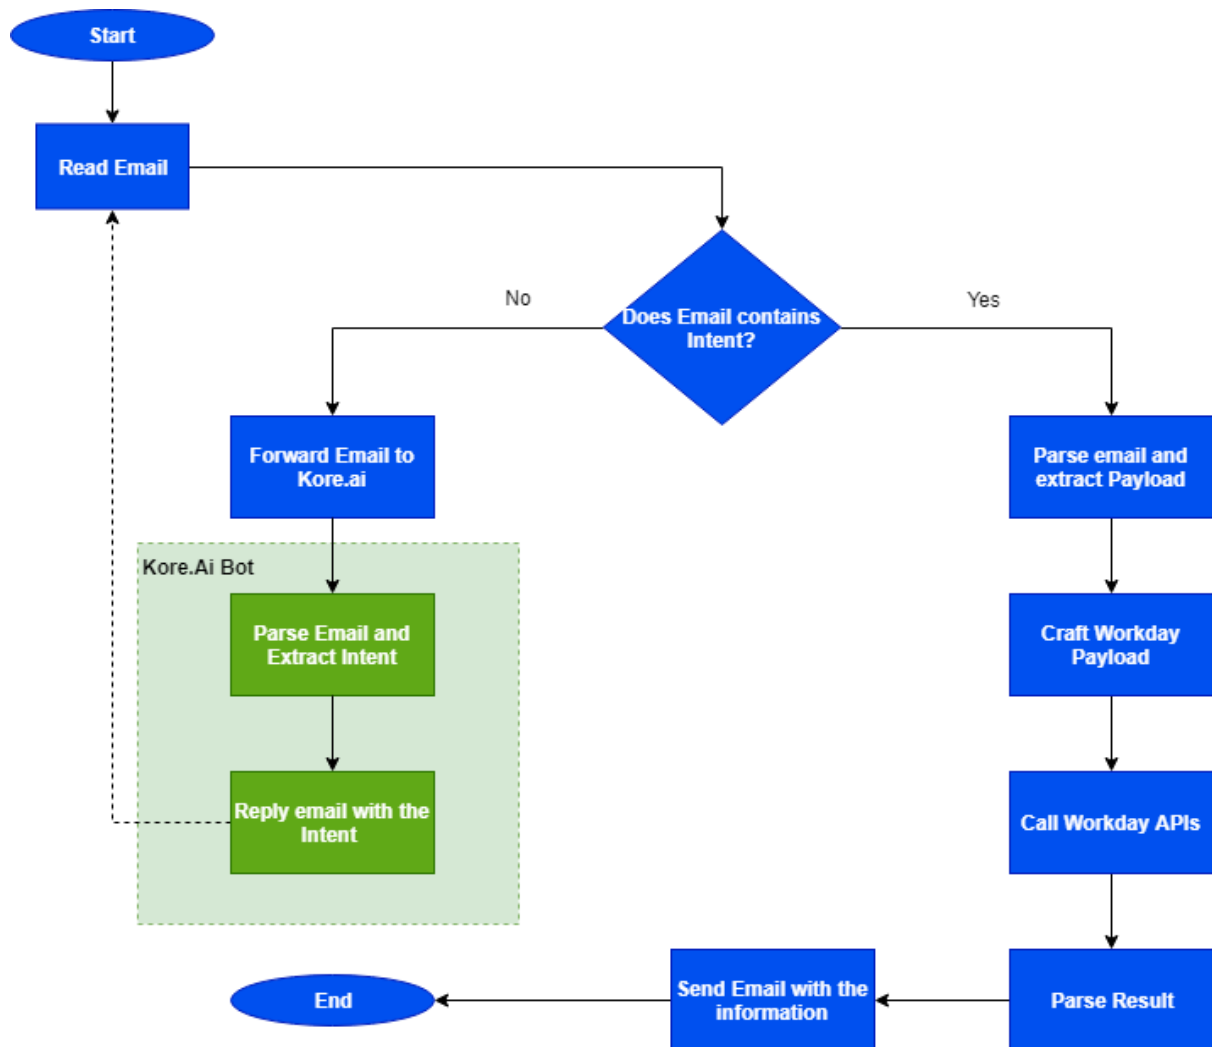 Start
Read Email
No
Yes
Does Email contains
Intent?
Forward Email to
Kore.ai
Parse email and
extract Payload
Kore.Ai Bot
Parse Email and
Extract Intent
Craft Workday
Payload
Reply email with the
Intent
Call Workday APIs
End
Send Email with the
information
Parse Result